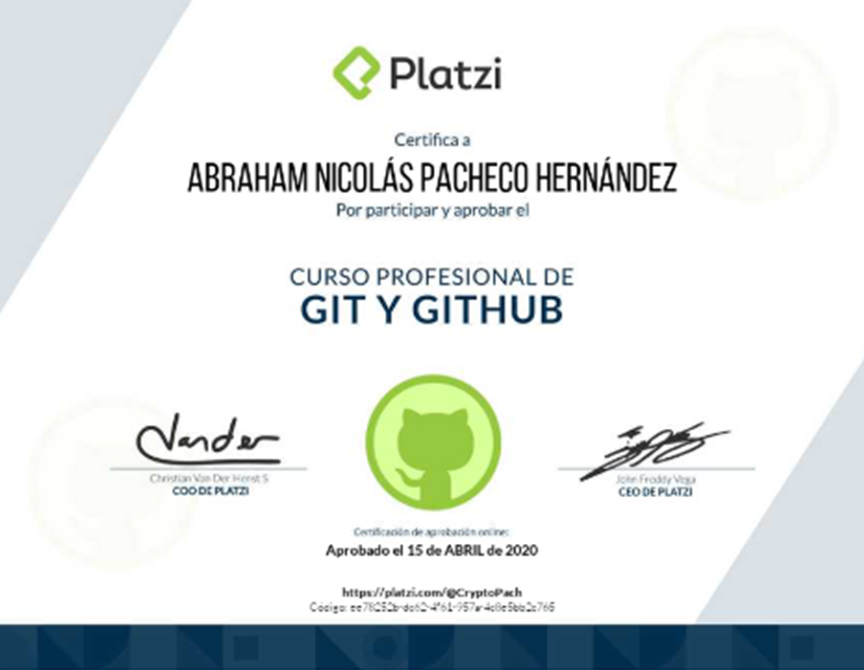 Platzi
Certifica a
ABRAHAM NICOLÁS PACHECO HERNÁNDEZ
Por participar y aprobar el
CURSO PROFESIONAL DE
GIT Y GITHUB
Vander
Christian Van Der Henst S
COO DE PLATZI
John Freddy Vega
CEO DE PLATZI
Certificación de aprobación online:
Aprobado el 15 de ABRIL de 2020
https://platzi.com/@CryptoPach
Código: